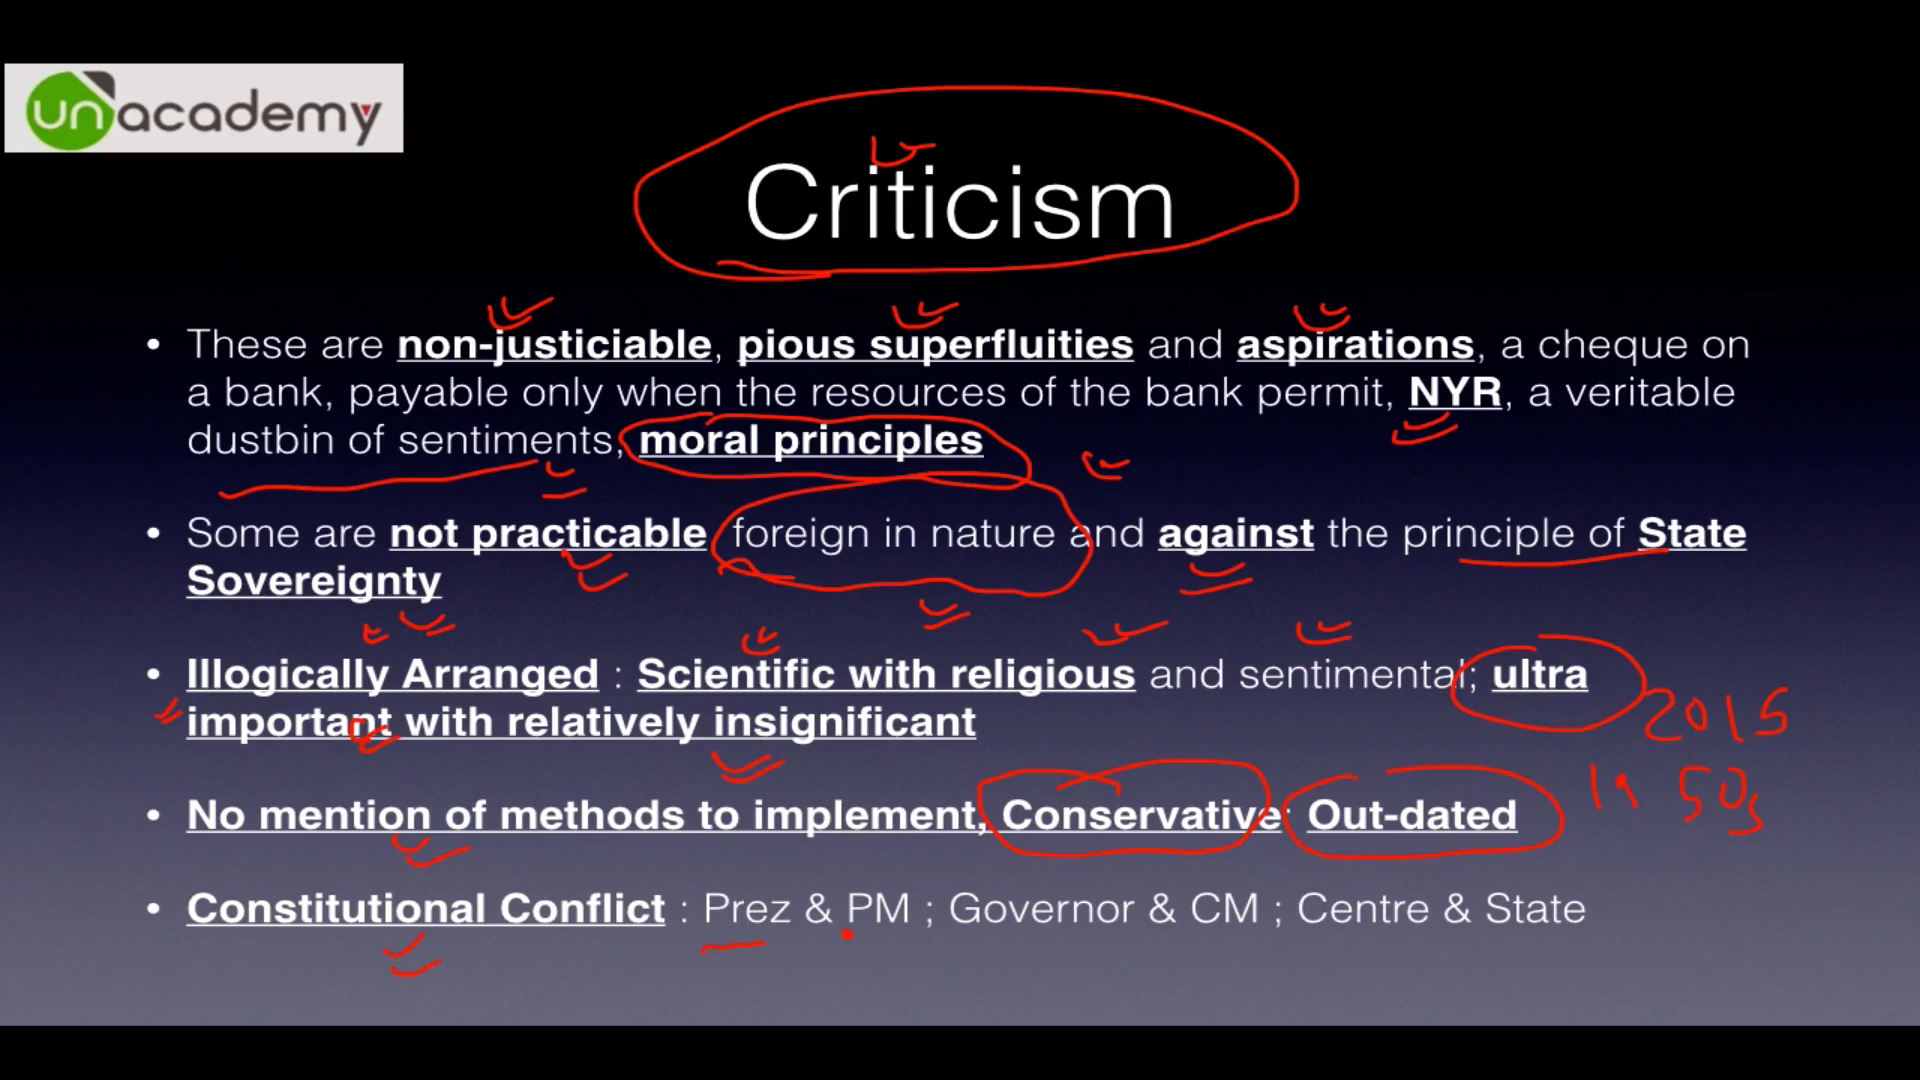 unacademy
Criticism
• These are non-justiciable, pious superfluities and aspirations, a cheque on
a bank, payable only when the resources of the bank permit, NYR, a veritable
dustbin of sentiments, moral principles
• Some are not practicable foreign in nature and against the principle of State
Sovereignty
• Illogically Arranged : Scientific with religious and sentimental; ultra
important with relatively insignificant
2015
• No mention of methods to implement, Conservative; Out-dated
1950s
• Constitutional Conflict : Prez & PM ; Governor & CM ; Centre & State